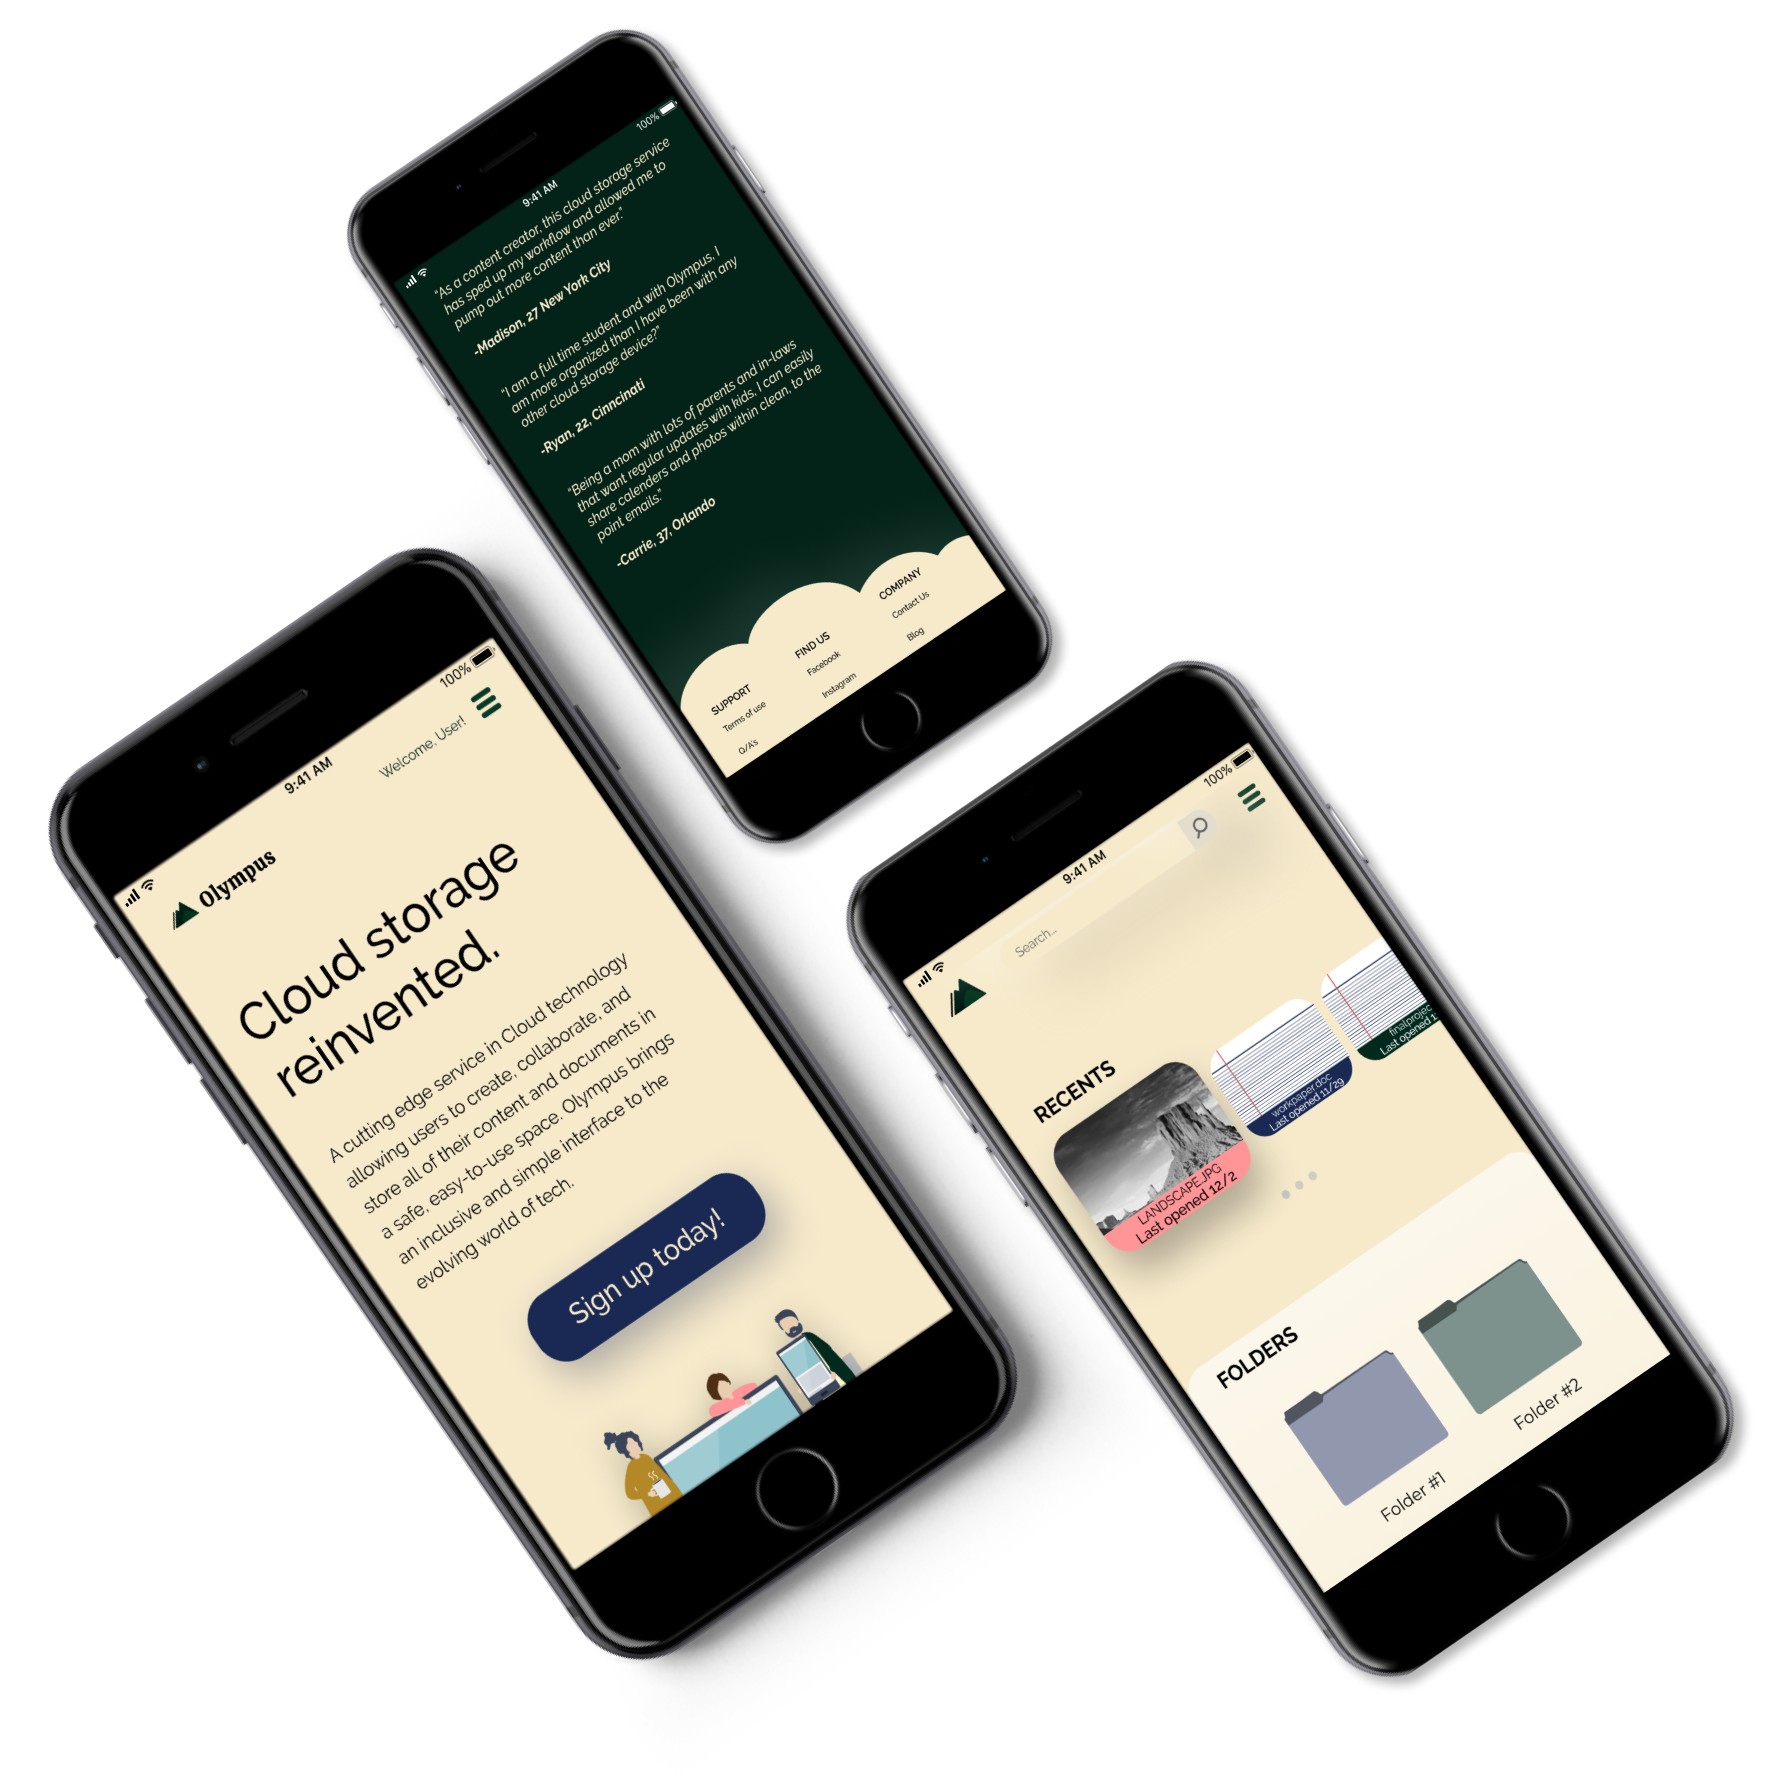 100%
9:41 AM
"As a content creator, this cloud storage service
has sped up my workflow and allowed me to
pump out more content than ever."
-Madison, 27 New York City
"I am a full time student and with Olympus, I
am more organized than I have been with any
other cloud storage device?"
-Ryan, 22, Cinncinati
"Being a mom with lots of parents and in-laws
that want regular updates with kids, I can easily
share calenders and photos within clean, to the
point emails."
-Carrie, 37, Orlando
SUPPORT
Terms of use
Q/A's
FIND US
Facebook
Instagram
COMPANY
Contact Us
Blog
100%
9:41 AM
Welcome, User!
Olympus
Cloud storage
reinvented.
A cutting edge service in Cloud technology
allowing users to create, collaborate, and
store all of their content and documents in
a safe, easy-to-use space. Olympus brings
an inclusive and simple interface to the
evolving world of tech.
Sign up today!
100%
9:41 AM
Search...
RECENTS
LANDSCAPE.JPG
Last opened 12/2
workpaper.doc
Last opened 11/29
finalprojec
Last opened 1
FOLDERS
Folder #1
Folder #2